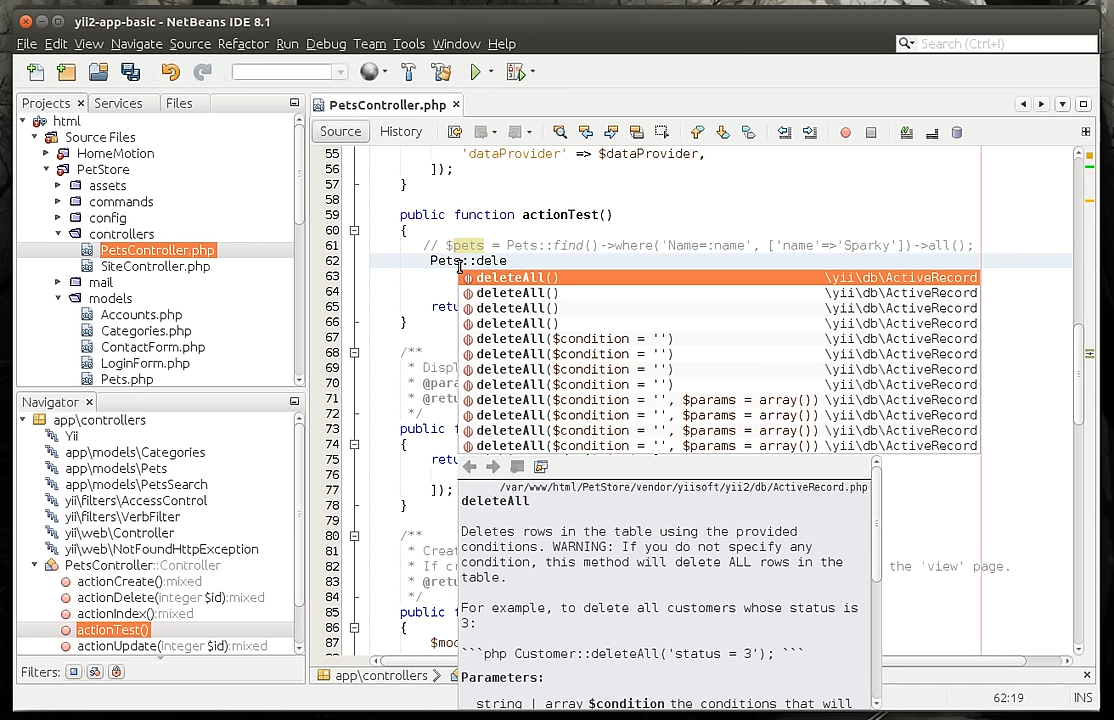 yii2-app-basic - NetBeans IDE 8.1
File Edit View Navigate Source Refactor Run Debug Team Tools Window Help
Search (Ctrl+I)
Projects × Services Files
html
Source Files
HomeMotion
PetStore
assets
commands
config
controllers
PetsController.php
SiteController.php
mail
models
Accounts.php
Categories.php
ContactForm.php
LoginForm.php
Pets.php
Navigator ×
app\controllers
Yii
app\models\Categories
app\models\Pets
app\models\PetsSearch
yii\filters\AccessControl
yii\filters\VerbFilter
yii\web\Controller
yii\web\NotFoundHttpException
PetsController::Controller
actionCreate():mixed
actionDelete(integer $id):mixed
actionIndex():mixed
actionTest()
actionUpdate(integer $id):mixed
Filters:
PetsController.php ×
Source History
55 'dataProvider' => $dataProvider,
56 ]);
57 }
58
59 public function actionTest()
60 {
61 // $pets = Pets::find()->where('Name=:name', ['name'=>'Sparky'])->all();
62 Pets::dele
63
64
65 retu
66 }
67
68 /**
69 * Displ
70 * @para
71 * @retu
72 */
73 public f
74 {
75 retu
76
77 ]);
78 }
79
80 /**
81 * Creat
82 * If cr the 'view' page.
83 * @retu
84 */
85 public f
86 {
87 $mod
deleteAll() \yii\db\ActiveRecord
deleteAll() \yii\db\ActiveRecord
deleteAll() \yii\db\ActiveRecord
deleteAll() \yii\db\ActiveRecord
deleteAll($condition = '') \yii\db\ActiveRecord
deleteAll($condition = '') \yii\db\ActiveRecord
deleteAll($condition = '') \yii\db\ActiveRecord
deleteAll($condition = '') \yii\db\ActiveRecord
deleteAll($condition = '', $params = array()) \yii\db\ActiveRecord
deleteAll($condition = '', $params = array()) \yii\db\ActiveRecord
deleteAll($condition = '', $params = array()) \yii\db\ActiveRecord
deleteAll($condition = '', $params = array()) \yii\db\ActiveRecord
/var/www/html/PetStore/vendor/yiisoft/yii2/db/ActiveRecord.php
deleteAll
Deletes rows in the table using the provided
conditions. WARNING: If you do not specify any
condition, this method will delete ALL rows in the
table.
For example, to delete all customers whose status is
3:
```php Customer::deleteAll('status = 3'); ```
Parameters:
string | array $condition the conditions that will
app\controllers
62:19 INS